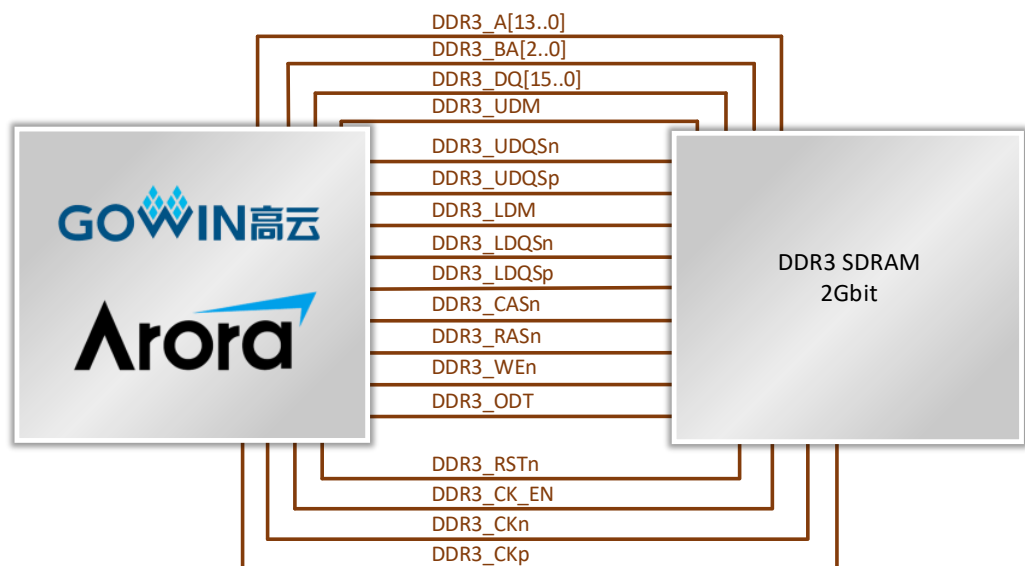 DDR3_A[13..0]
DDR3_BA[2..0]
DDR3_DQ[15..0]
DDR3_UDM
DDR3_UDQSn
DDR3_UDQSp
DDR3_LDM
DDR3_LDQSn
DDR3_LDQSp
DDR3_CASn
DDR3_RASn
DDR3_WEn
DDR3_ODT
GOWIN高云
Arora
DDR3 SDRAM
2Gbit
DDR3_RSTn
DDR3_CK_EN
DDR3_CKn
DDR3_CKp